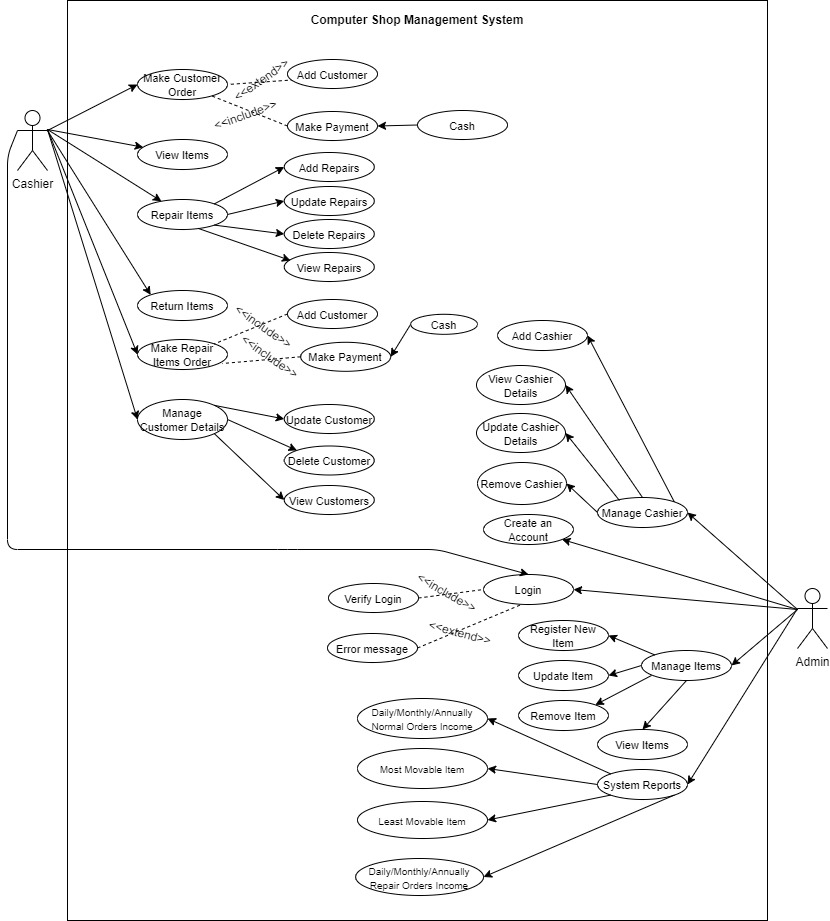 Computer Shop Management System
Make Customer
Order
<<extend>>
Add Customer
<<include>>
Make Payment
Cash
Cashier
View Items
Add Repairs
Repair Items
Update Repairs
Delete Repairs
View Repairs
Return Items
<<include>>
Add Customer
Cash
Make Repair
Items Order
<<include>>
Make Payment
Add Cashier
View Cashier
Details
Manage
Customer Details
Update Customer
Update Cashier
Details
Delete Customer
Remove Cashier
View Customers
Manage Cashier
Create an
Account
Login
<<include>>
Verify Login
<<extend>>
Error message
Register New
Item
Admin
Manage Items
Update Item
Remove Item
View Items
Daily/Monthly/Annually
Normal Orders Income
Most Movable Item
System Reports
Least Movable Item
Daily/Monthly/Annually
Repair Orders Income